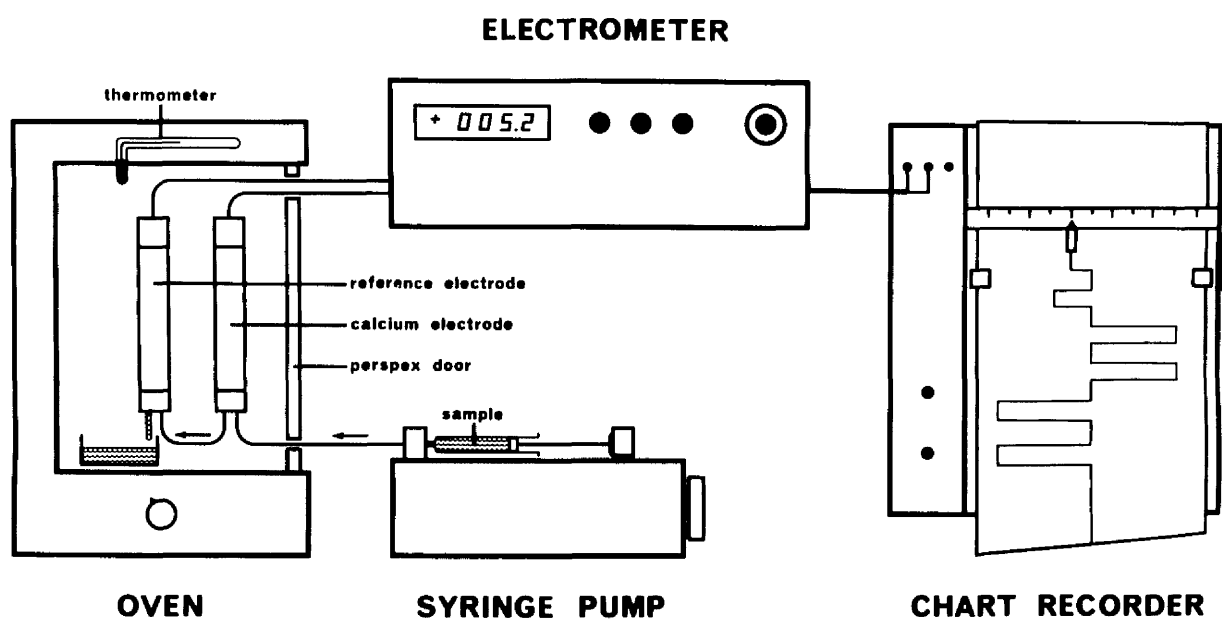 ELECTROMETER
thermometer
+ 005.2
reference electrode
calcium electrode
perspex door
sample
OVEN
SYRINGE PUMP
CHART RECORDER